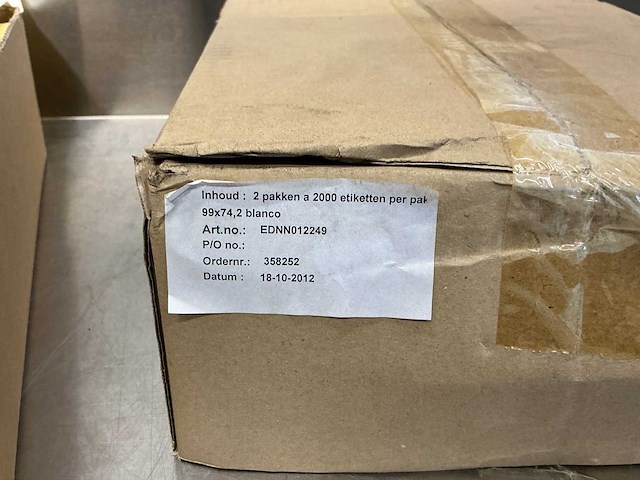 Inhoud : 2 pakken a 2000 etiketten per pak
99x74,2 blanco
Art.no.: EDNN012249
P/O no.:
Ordernr.: 358252
Datum : 18-10-2012